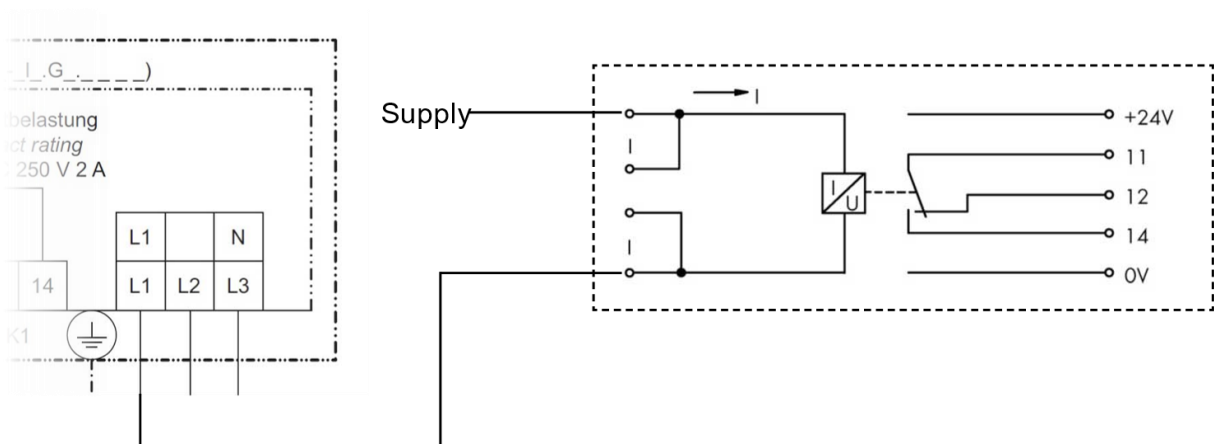 _I_.G_._ _ _ _)
belastung
ct rating
250 V 2 A
L1 N
14 L1 L2 L3
K1
Supply
I
I
I
I
U
+24V
11
12
14
0V